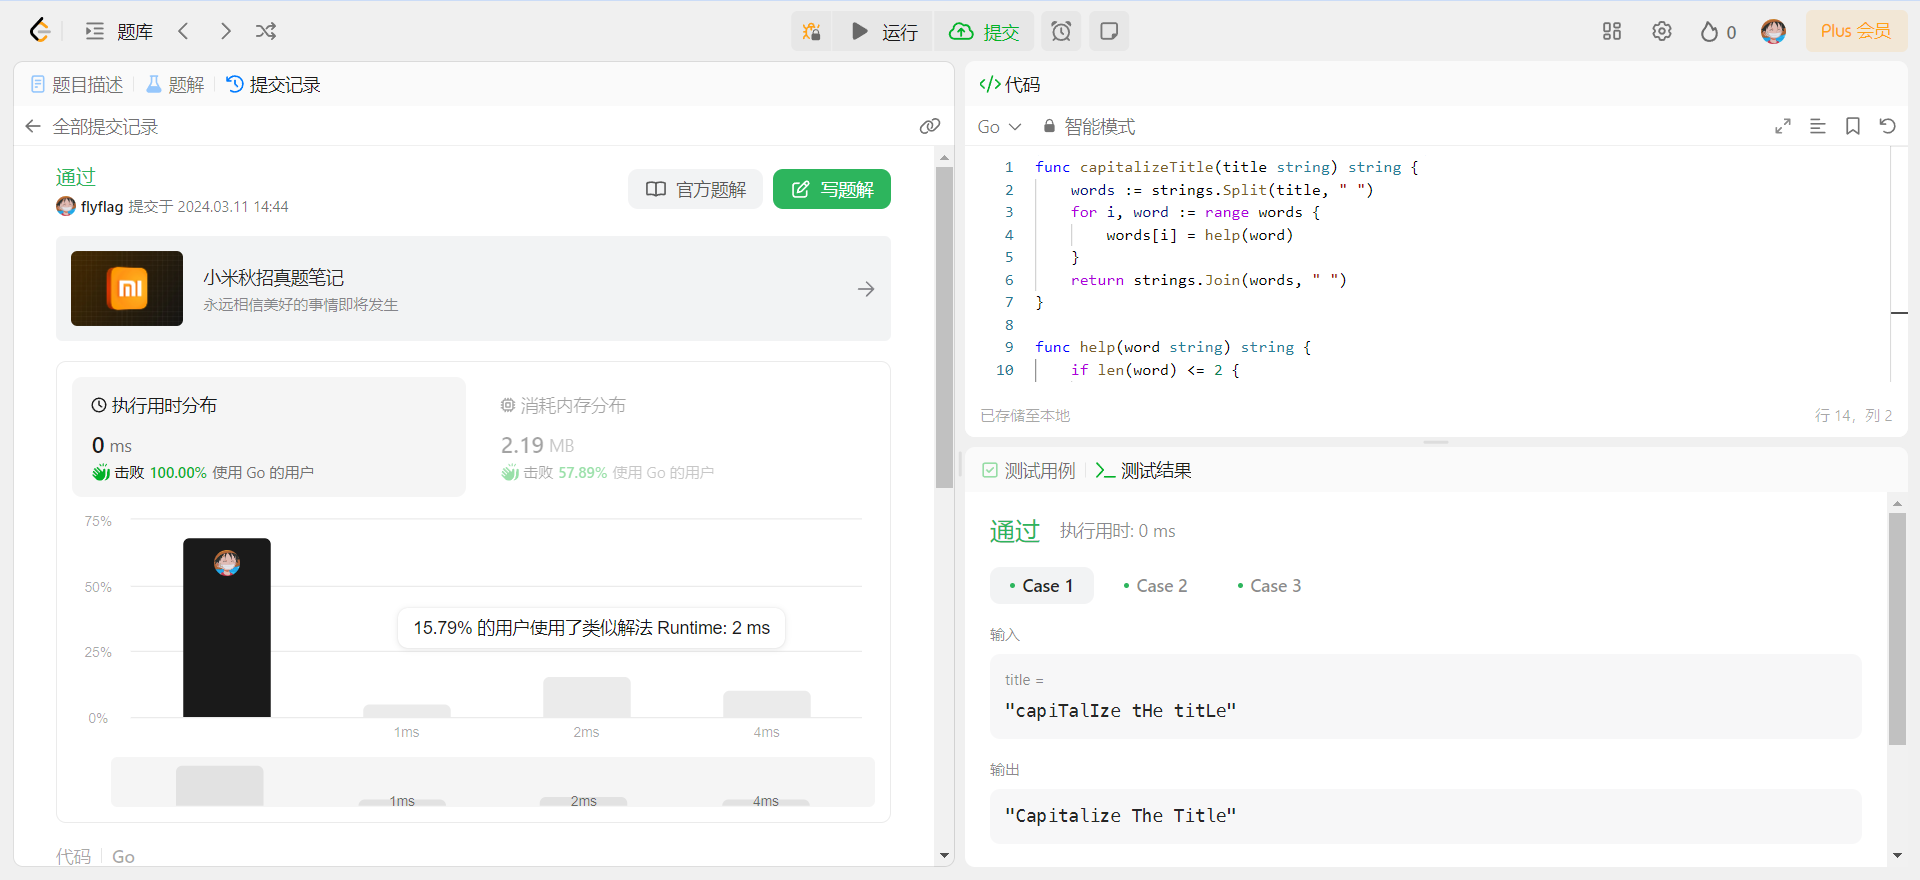 题库
运行
提交
0
Plus 会员
题目描述
题解
提交记录
全部提交记录
通过
flyflag 提交于 2024.03.11 14:44
官方题解
写题解
mi
小米秋招真题笔记
永远相信美好的事情即将发生
执行用时分布
0 ms
击败 100.00% 使用 Go 的用户
消耗内存分布
2.19 MB
击败 57.89% 使用 Go 的用户
75%
50%
25%
0%
15.79% 的用户使用了类似解法 Runtime: 2 ms
1ms
2ms
4ms
1ms
2ms
4ms
代码
Go
</>代码
Go
智能模式
1 func capitalizeTitle(title string) string {
2 words := strings.Split(title, " ")
3 for i, word := range words {
4 words[i] = help(word)
5 }
6 return strings.Join(words, " ")
7 }
8
9 func help(word string) string {
10 if len(word) <= 2 {
已存储至本地
行 14, 列 2
测试用例
测试结果
通过
执行用时: 0 ms
Case 1
Case 2
Case 3
输入
title =
"capiTalIze tHe titLe"
输出
"Capitalize The Title"